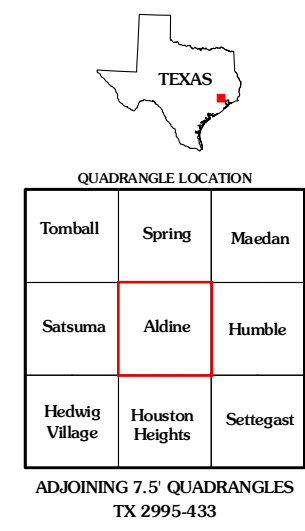 TEXAS
QUADRANGLE LOCATION
Tomball
Spring
Maedan
Satsuma
Aldine
Humble
Hedwig
Village
Houston
Heights
Settegast
ADJOINING 7.5' QUADRANGLES
TX 2995-433